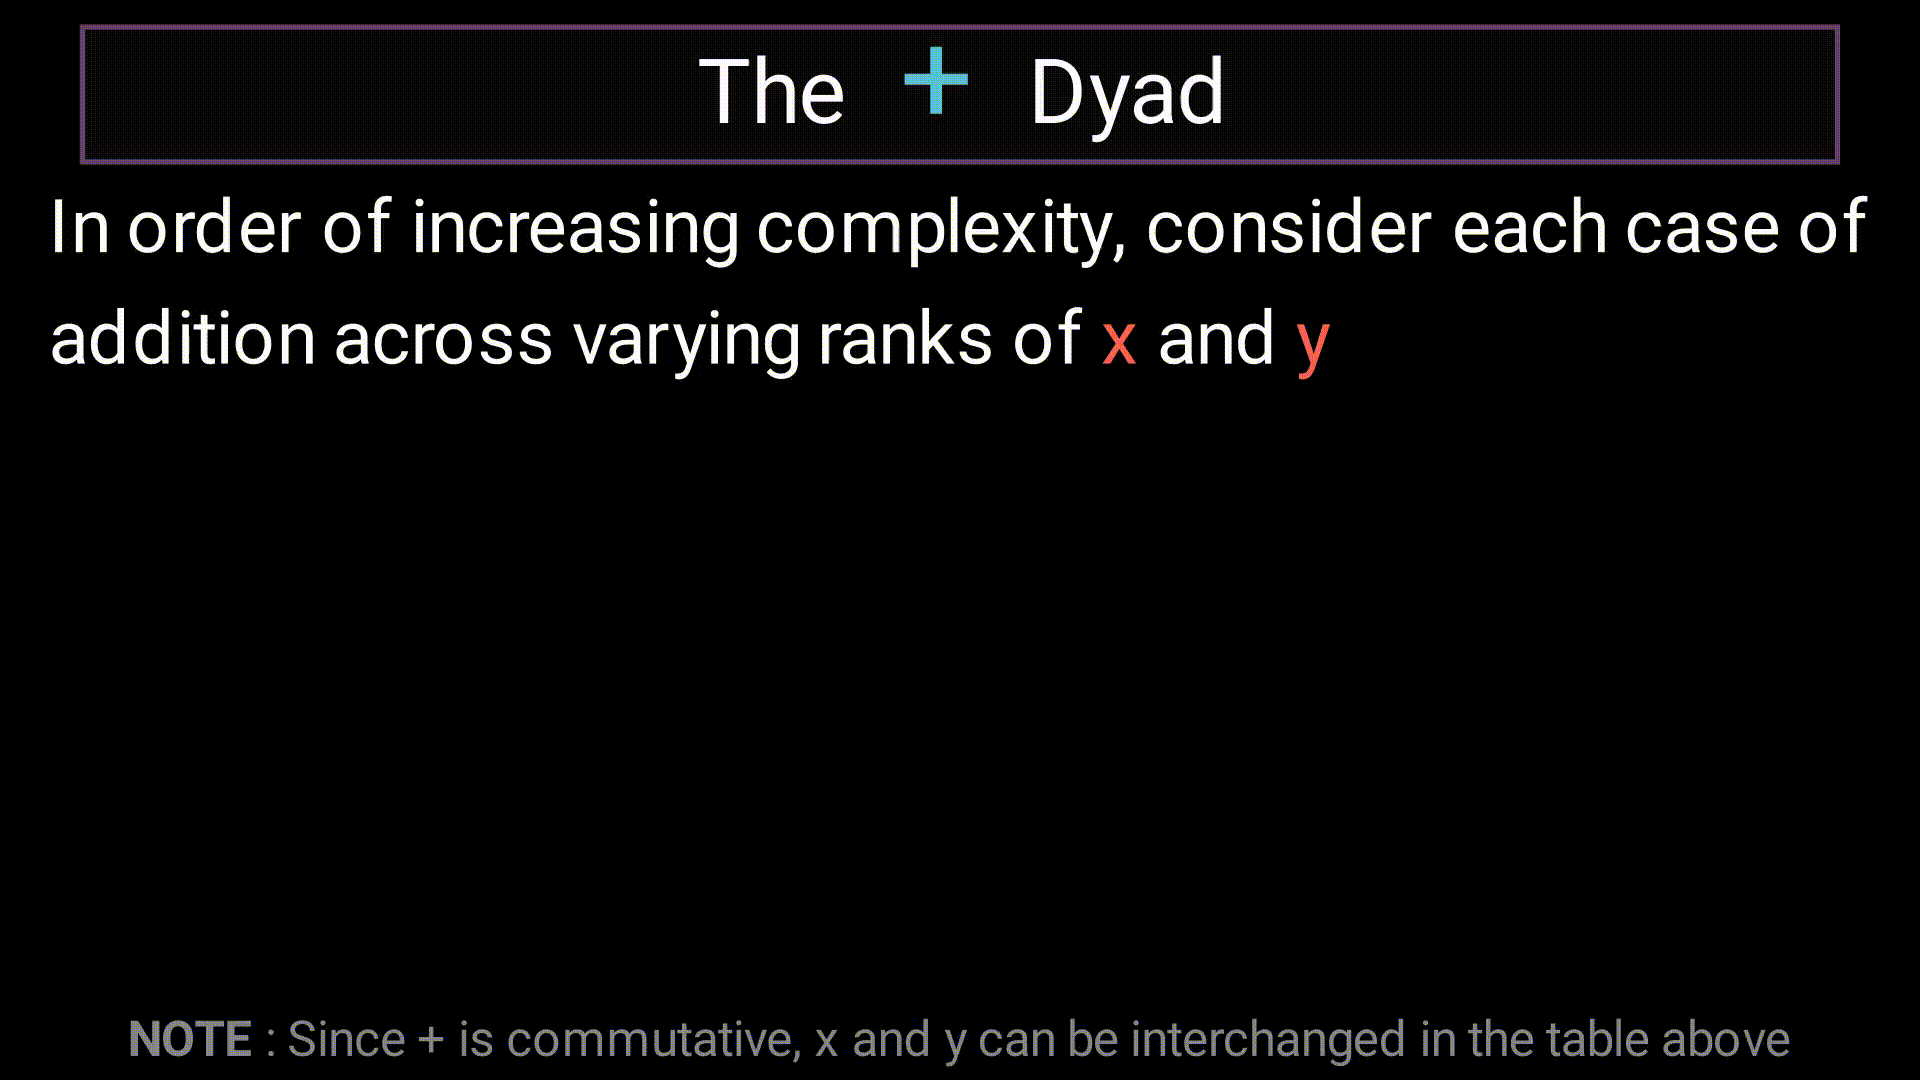 The + Dyad
In order of increasing complexity, consider each case of
addition across varying ranks of x and y
NOTE : Since + is commutative, x and y can be interchanged in the table above